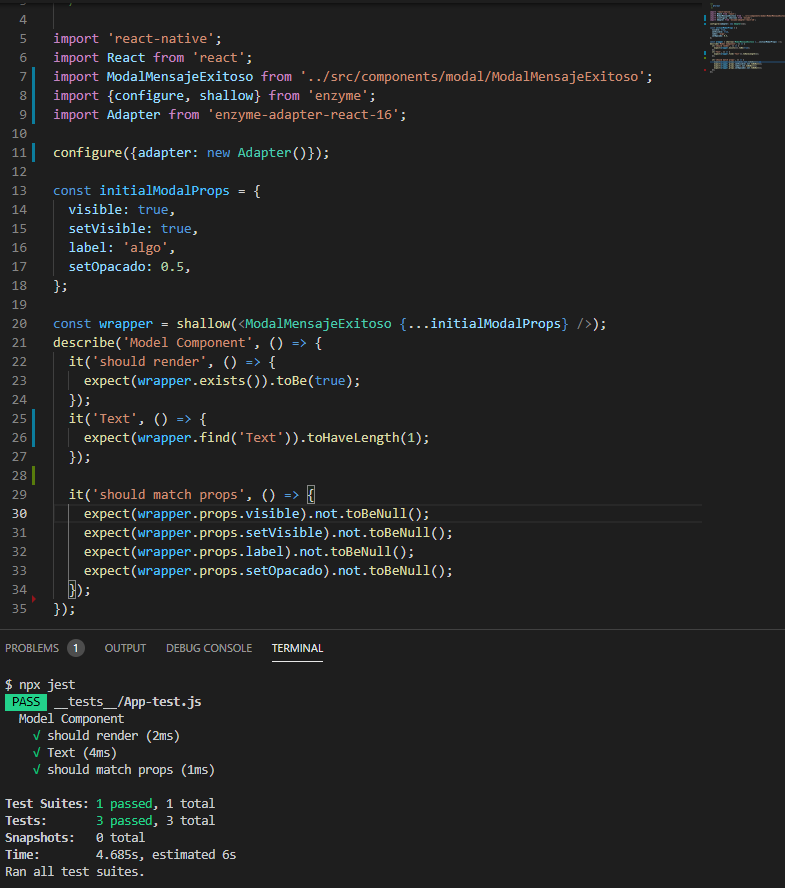 4
5 import 'react-native';
6 import React from 'react';
7 import ModalMensajeExitoso from '../src/components/modal/ModalMensajeExitoso';
8 import {configure, shallow} from 'enzyme';
9 import Adapter from 'enzyme-adapter-react-16';
10
11 configure({adapter: new Adapter()});
12
13 const initialModalProps = {
14   visible: true,
15   setVisible: true,
16   label: 'algo',
17   setOpacado: 0.5,
18 };
19
20 const wrapper = shallow(<ModalMensajeExitoso {...initialModalProps} />);
21 describe('Model Component', () => {
22   it('should render', () => {
23     expect(wrapper.exists()).toBe(true);
24   });
25   it('Text', () => {
26     expect(wrapper.find('Text')).toHaveLength(1);
27   });
28
29   it('should match props', () => {
30     expect(wrapper.props.visible).not.toBeNull();
31     expect(wrapper.props.setVisible).not.toBeNull();
32     expect(wrapper.props.label).not.toBeNull();
33     expect(wrapper.props.setOpacado).not.toBeNull();
34   });
35 });
PROBLEMS 1 OUTPUT DEBUG CONSOLE TERMINAL
$ npx jest
PASS __tests__/App-test.js
Model Component
√ should render (2ms)
√ Text (4ms)
√ should match props (1ms)
Test Suites: 1 passed, 1 total
Tests: 3 passed, 3 total
Snapshots: 0 total
Time: 4.685s, estimated 6s
Ran all test suites.